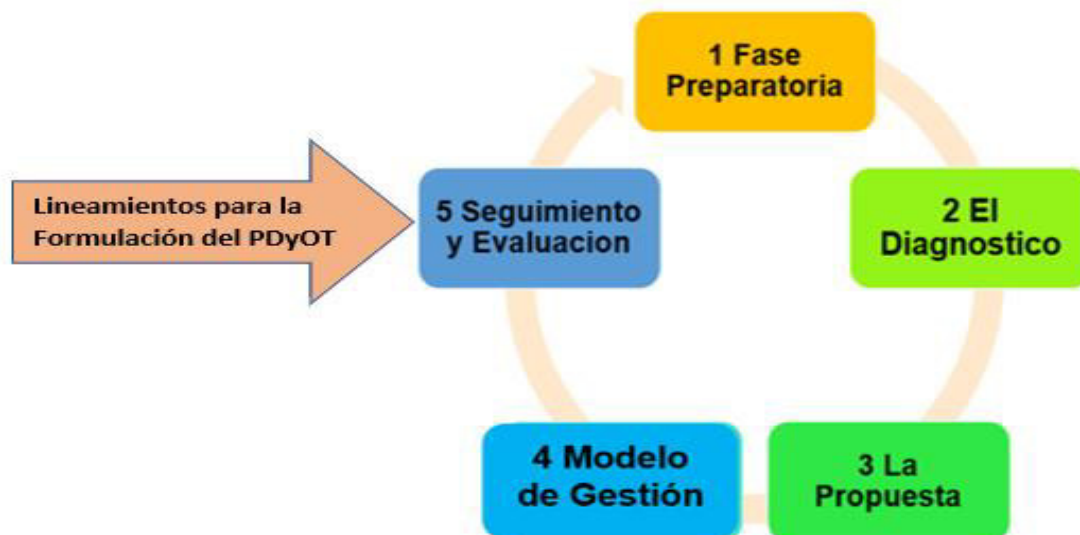 1 Fase
Preparatoria
Lineamientos para la
Formulación del PDyOT
5 Seguimiento
y Evaluacion
2 El
Diagnostico
4 Modelo
de Gestión
3 La
Propuesta